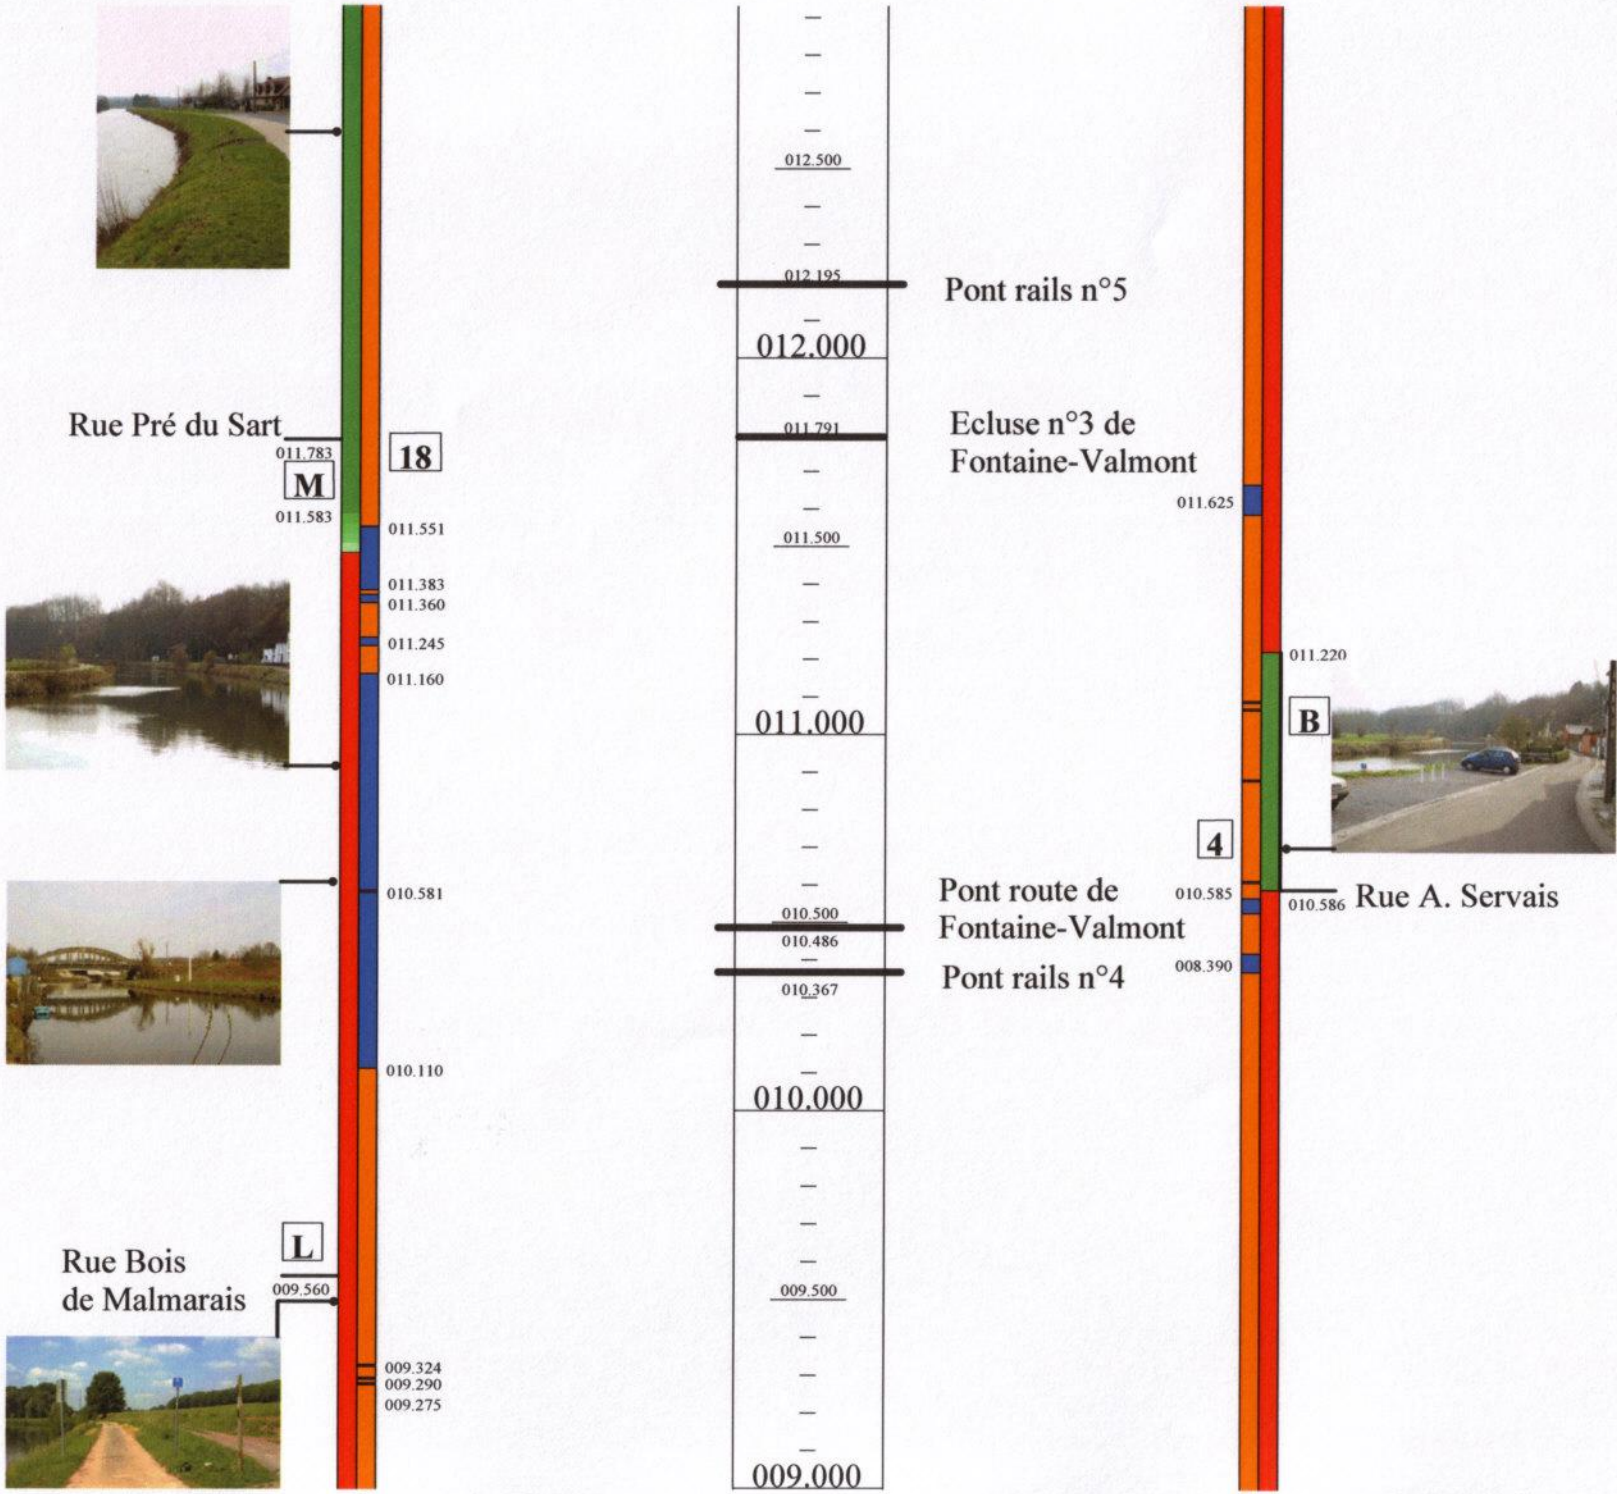 012.500
012.195
Pont rails n°5
012.000
Rue Pré du Sart
011.783
M
011.583
18
011.791
Ecluse n°3 de
Fontaine-Valmont
011.625
011.551
011.500
011.383
011.360
011.245
011.160
011.220
B
011.000
4
010.581
010.585
010.586
Rue A. Servais
010.500
Pont route de
Fontaine-Valmont
010.486
Pont rails n°4
008.390
010.367
010.110
010.000
L
Rue Bois
de Malmarais
009.560
009.500
009.324
009.290
009.275
009.000